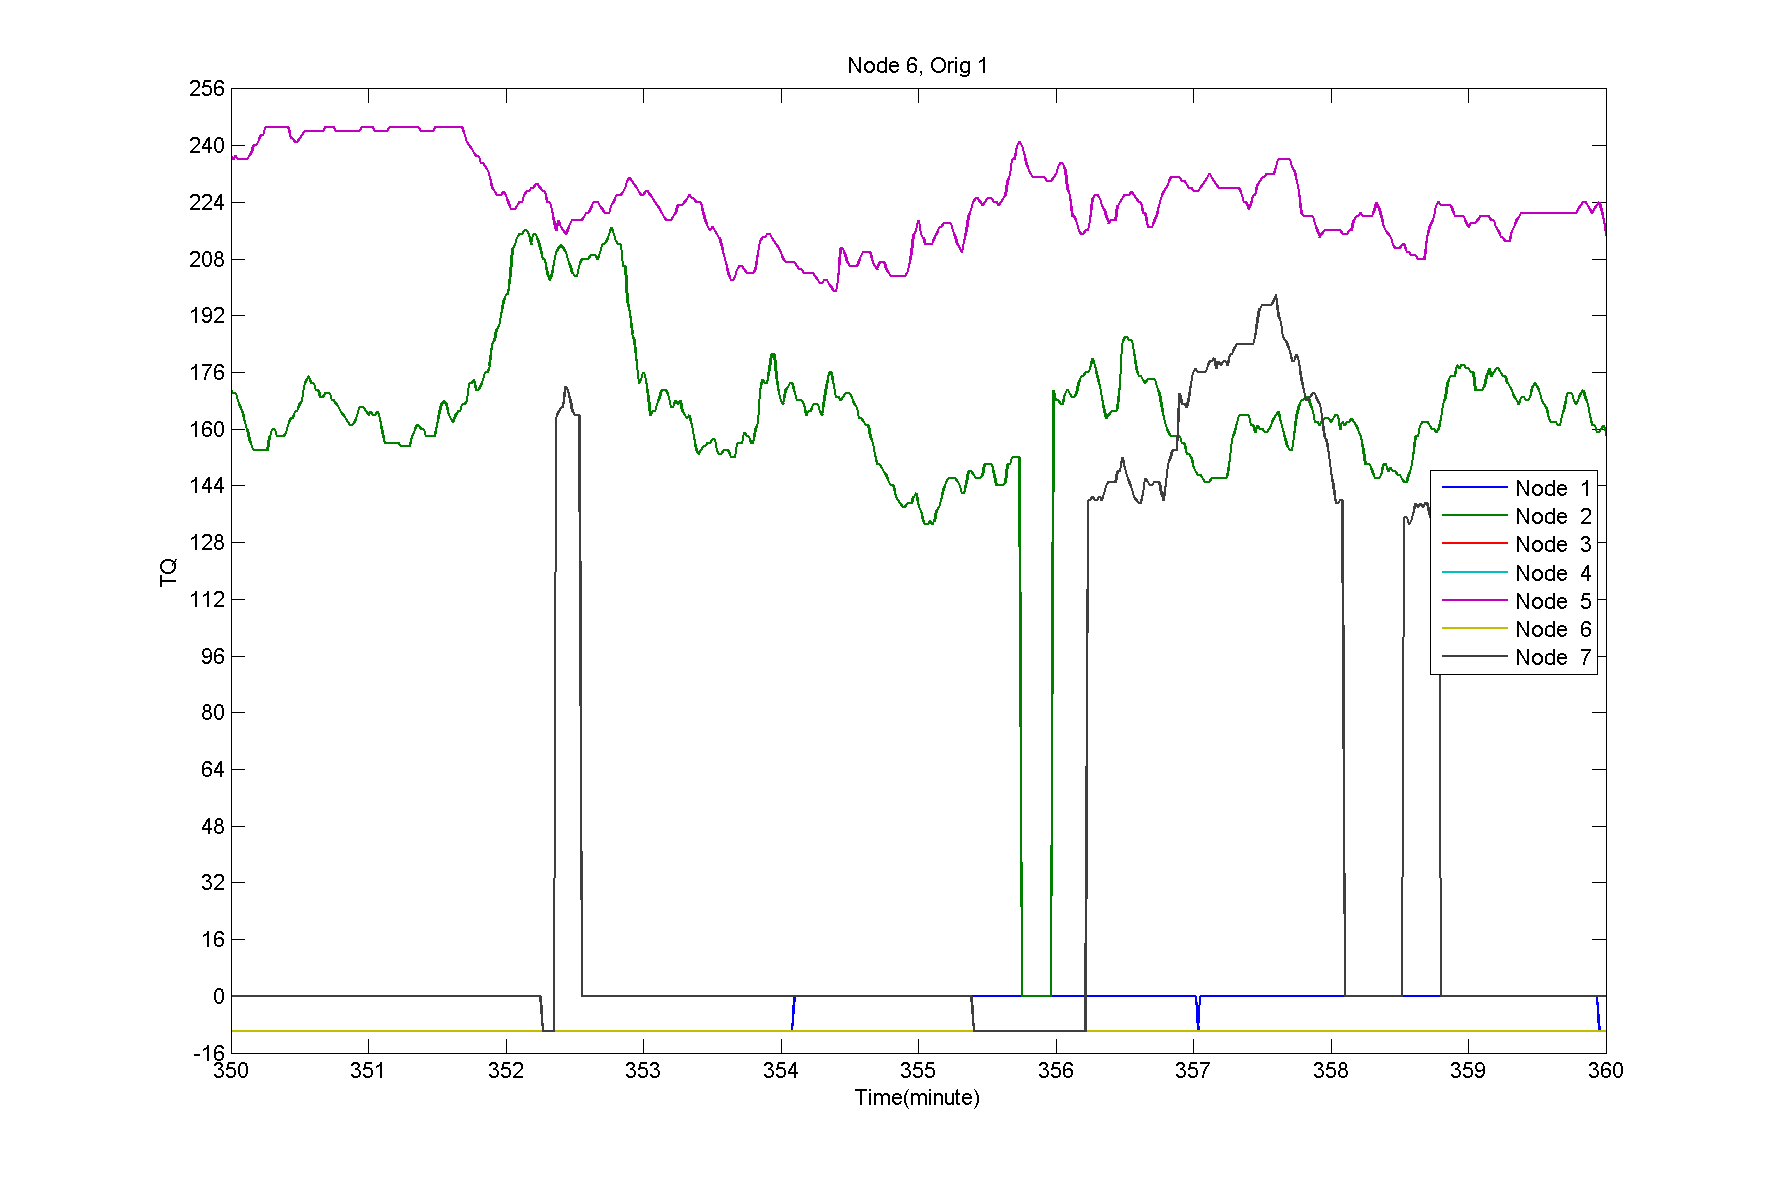 Node 6, Orig 1
256
240
224
208
192
176
160
144
128
112
96
80
64
48
32
16
0
-16
TQ
350 351 352 353 354 355 356 357 358 359 360
Time(minute)
Node 1
Node 2
Node 3
Node 4
Node 5
Node 6
Node 7